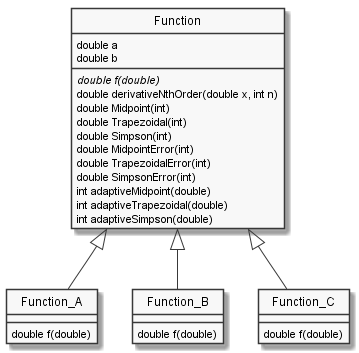 Function
double a
double b
double f(double)
double derivativeNthOrder(double x, int n)
double Midpoint(int)
double Trapezoidal(int)
double Simpson(int)
double MidpointError(int)
double TrapezoidalError(int)
double SimpsonError(int)
int adaptiveMidpoint(double)
int adaptiveTrapezoidal(double)
int adaptiveSimpson(double)
Function_A
double f(double)
Function_B
double f(double)
Function_C
double f(double)